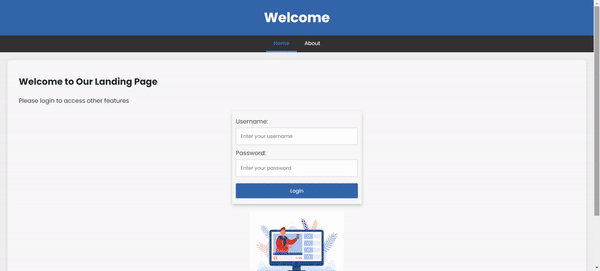 Welcome
Home About
Welcome to Our Landing Page
Please login to access other features
Username:
Enter your username
Password:
Enter your password
Login